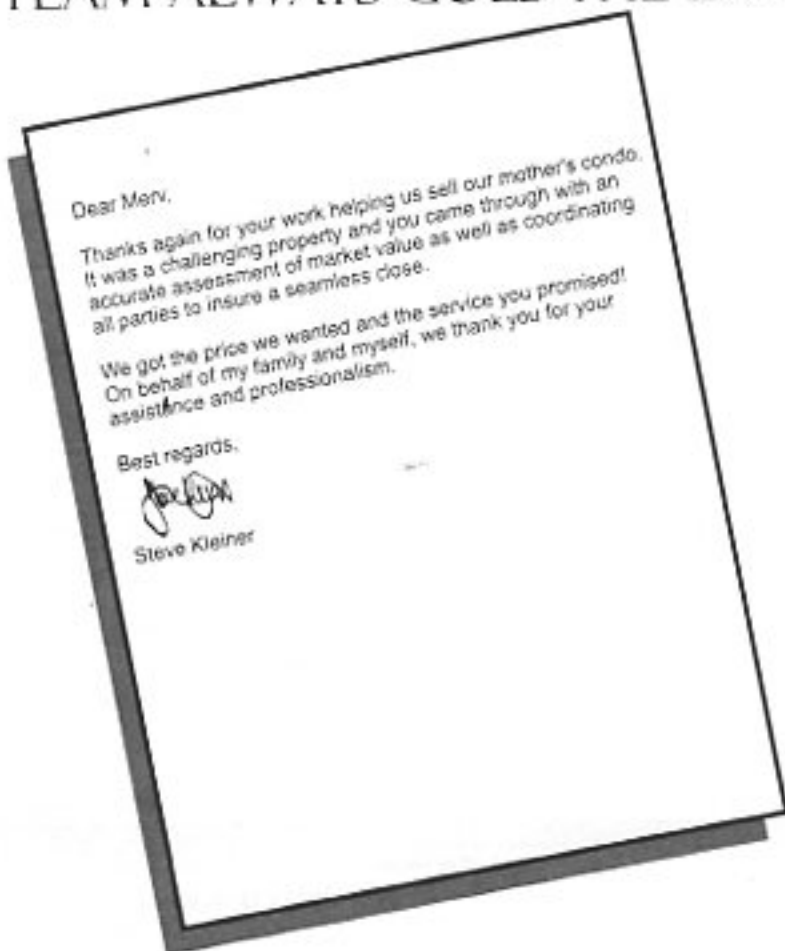 TEAM ALWAYS
Dear Merv,
Thanks again for your work helping us sell our mother's condo.
It was a challenging property and you came through with an
accurate assessment of market value as well as coordinating
all parties to insure a seamless close.
We got the price we wanted and the service you promised!
On behalf of my family and myself, we thank you for your
assistance and professionalism.
Best regards,
Steve Kleiner